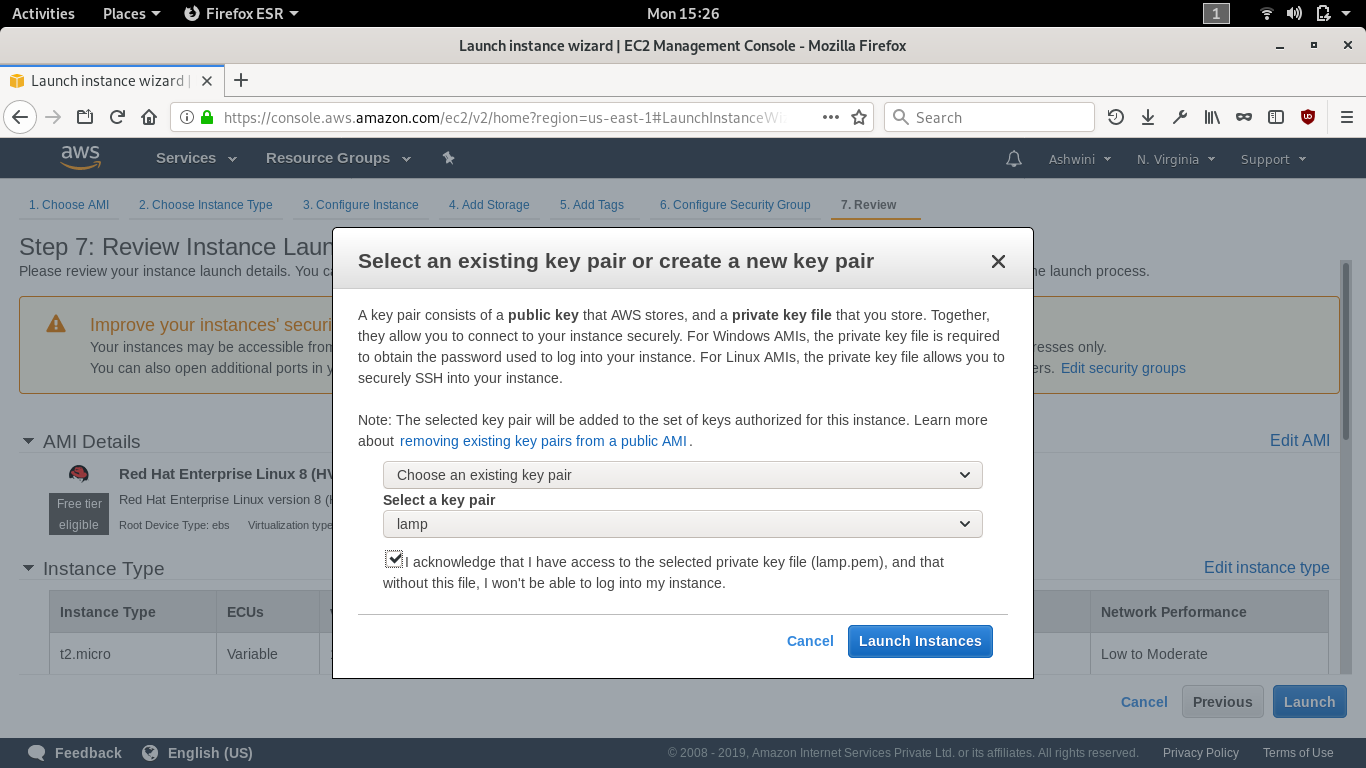 Activities Places Firefox ESR Mon 15:26 1
Launch instance wizard | EC2 Management Console - Mozilla Firefox
Launch instance wizard |
https://console.aws.amazon.com/ec2/v2/home?region=us-east-1#LaunchInstanceWi Search
aws Services Resource Groups Ashwini N. Virginia Support
1. Choose AMI 2. Choose Instance Type 3. Configure Instance 4. Add Storage 5. Add Tags 6. Configure Security Group 7. Review
Step 7: Review Instance Laun
Please review your instance launch details. You ca
e launch process.
Improve your instances' securi
Your instances may be accessible from
resses only.
You can also open additional ports in y
ers. Edit security groups
AMI Details Edit AMI
Red Hat Enterprise Linux 8 (HV
Free tier eligible
Red Hat Enterprise Linux version 8 (
Root Device Type: ebs Virtualization type
Instance Type Edit instance type
Instance Type ECUs Network Performance
t2.micro Variable Low to Moderate
Select an existing key pair or create a new key pair
A key pair consists of a public key that AWS stores, and a private key file that you store. Together,
they allow you to connect to your instance securely. For Windows AMIs, the private key file is required
to obtain the password used to log into your instance. For Linux AMIs, the private key file allows you to
securely SSH into your instance.
Note: The selected key pair will be added to the set of keys authorized for this instance. Learn more
about removing existing key pairs from a public AMI .
Choose an existing key pair
Select a key pair
lamp
I acknowledge that I have access to the selected private key file (lamp.pem), and that
without this file, I won't be able to log into my instance.
Cancel Launch Instances
Cancel Previous Launch
Feedback English (US) © 2008 - 2019, Amazon Internet Services Private Ltd. or its affiliates. All rights reserved. Privacy Policy Terms of Use